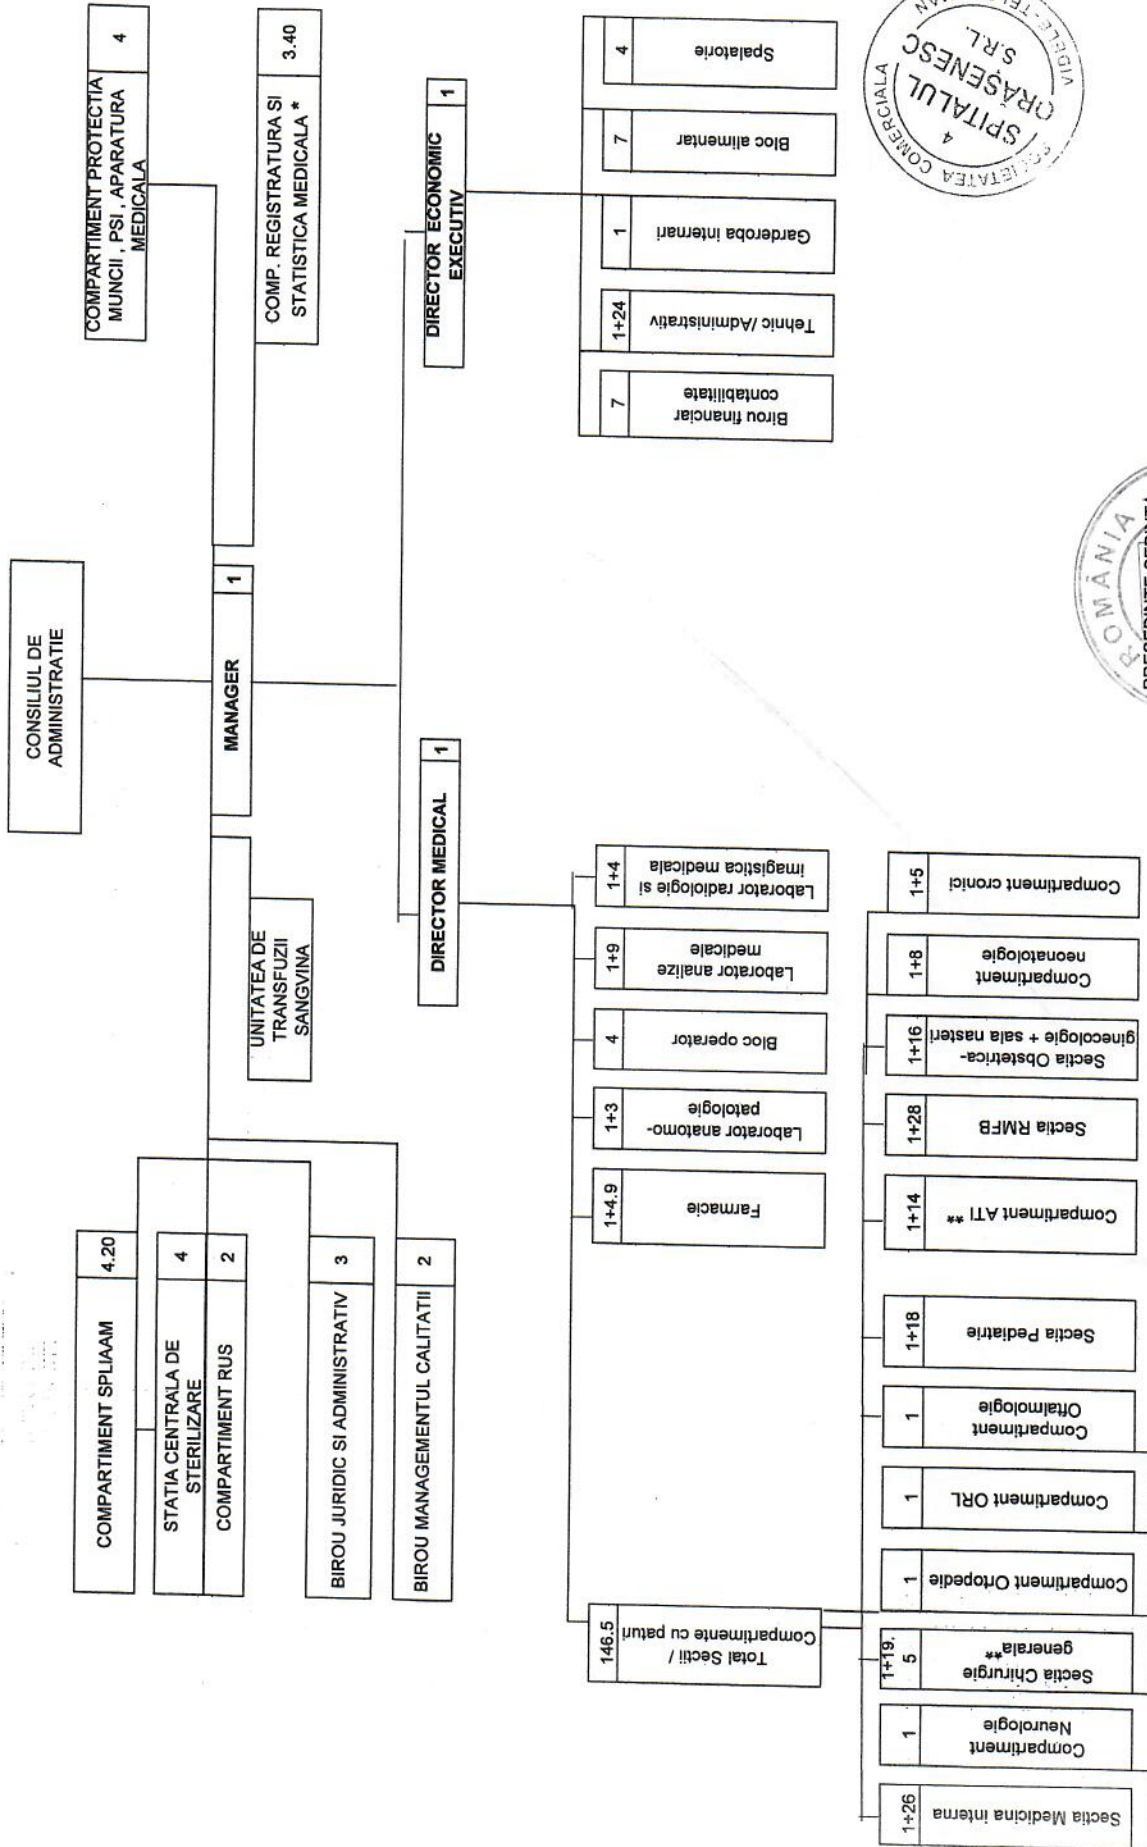 CONSILIUL DE
ADMINISTRATIE
MANAGER
1
COMPARTIMENT PROTECTIA
MUNCII , PSI , APARATURA
MEDICALA
4
COMP. REGISTRATURA SI
STATISTICA MEDICALA *
3.40
UNITATEA DE
TRANSFUZII
SANGVINA
COMPARTIMENT SPLIAAM
4.20
STATIA CENTRALA DE
STERILIZARE
4
COMPARTIMENT RUS
2
BIROU JURIDIC SI ADMINISTRATIV
3
BIROU MANAGEMENTUL CALITATII
2
DIRECTOR MEDICAL
1
DIRECTOR ECONOMIC
EXECUTIV
1
146.5
Total Sectii /
Compartimente cu paturi
1+4.9
Farmacie
1+3
Laborator anatomo-
patologie
4
Bloc operator
1+9
Laborator analize
medicale
1+4
Laborator radiologie si
imagistica medicala
7
Birou financiar
contabilitate
1+24
Tehnic /Administrativ
1
Garderoba internari
7
Bloc alimentar
4
Spalatorie
1+26
Sectia Medicina interna
1
Compartiment
Neurologie
1+19.
5
Sectia Chirurgie
generala**
1
Compartiment Ortopedie
1
Compartiment ORL
1
Compartiment
Oftalmologie
1+18
Sectia Pediatrie
1+14
Compartiment ATI **
1+28
Sectia RMFB
1+16
Sectia Obstetrica-
ginecologie + sala nasteri
1+8
Compartiment
neonatologie
1+5
Compartiment cronici
SOCIETATEA COMERCIALA
4
SPITALUL
ORĂȘENESC
S.R.L.
ROMÂNIA